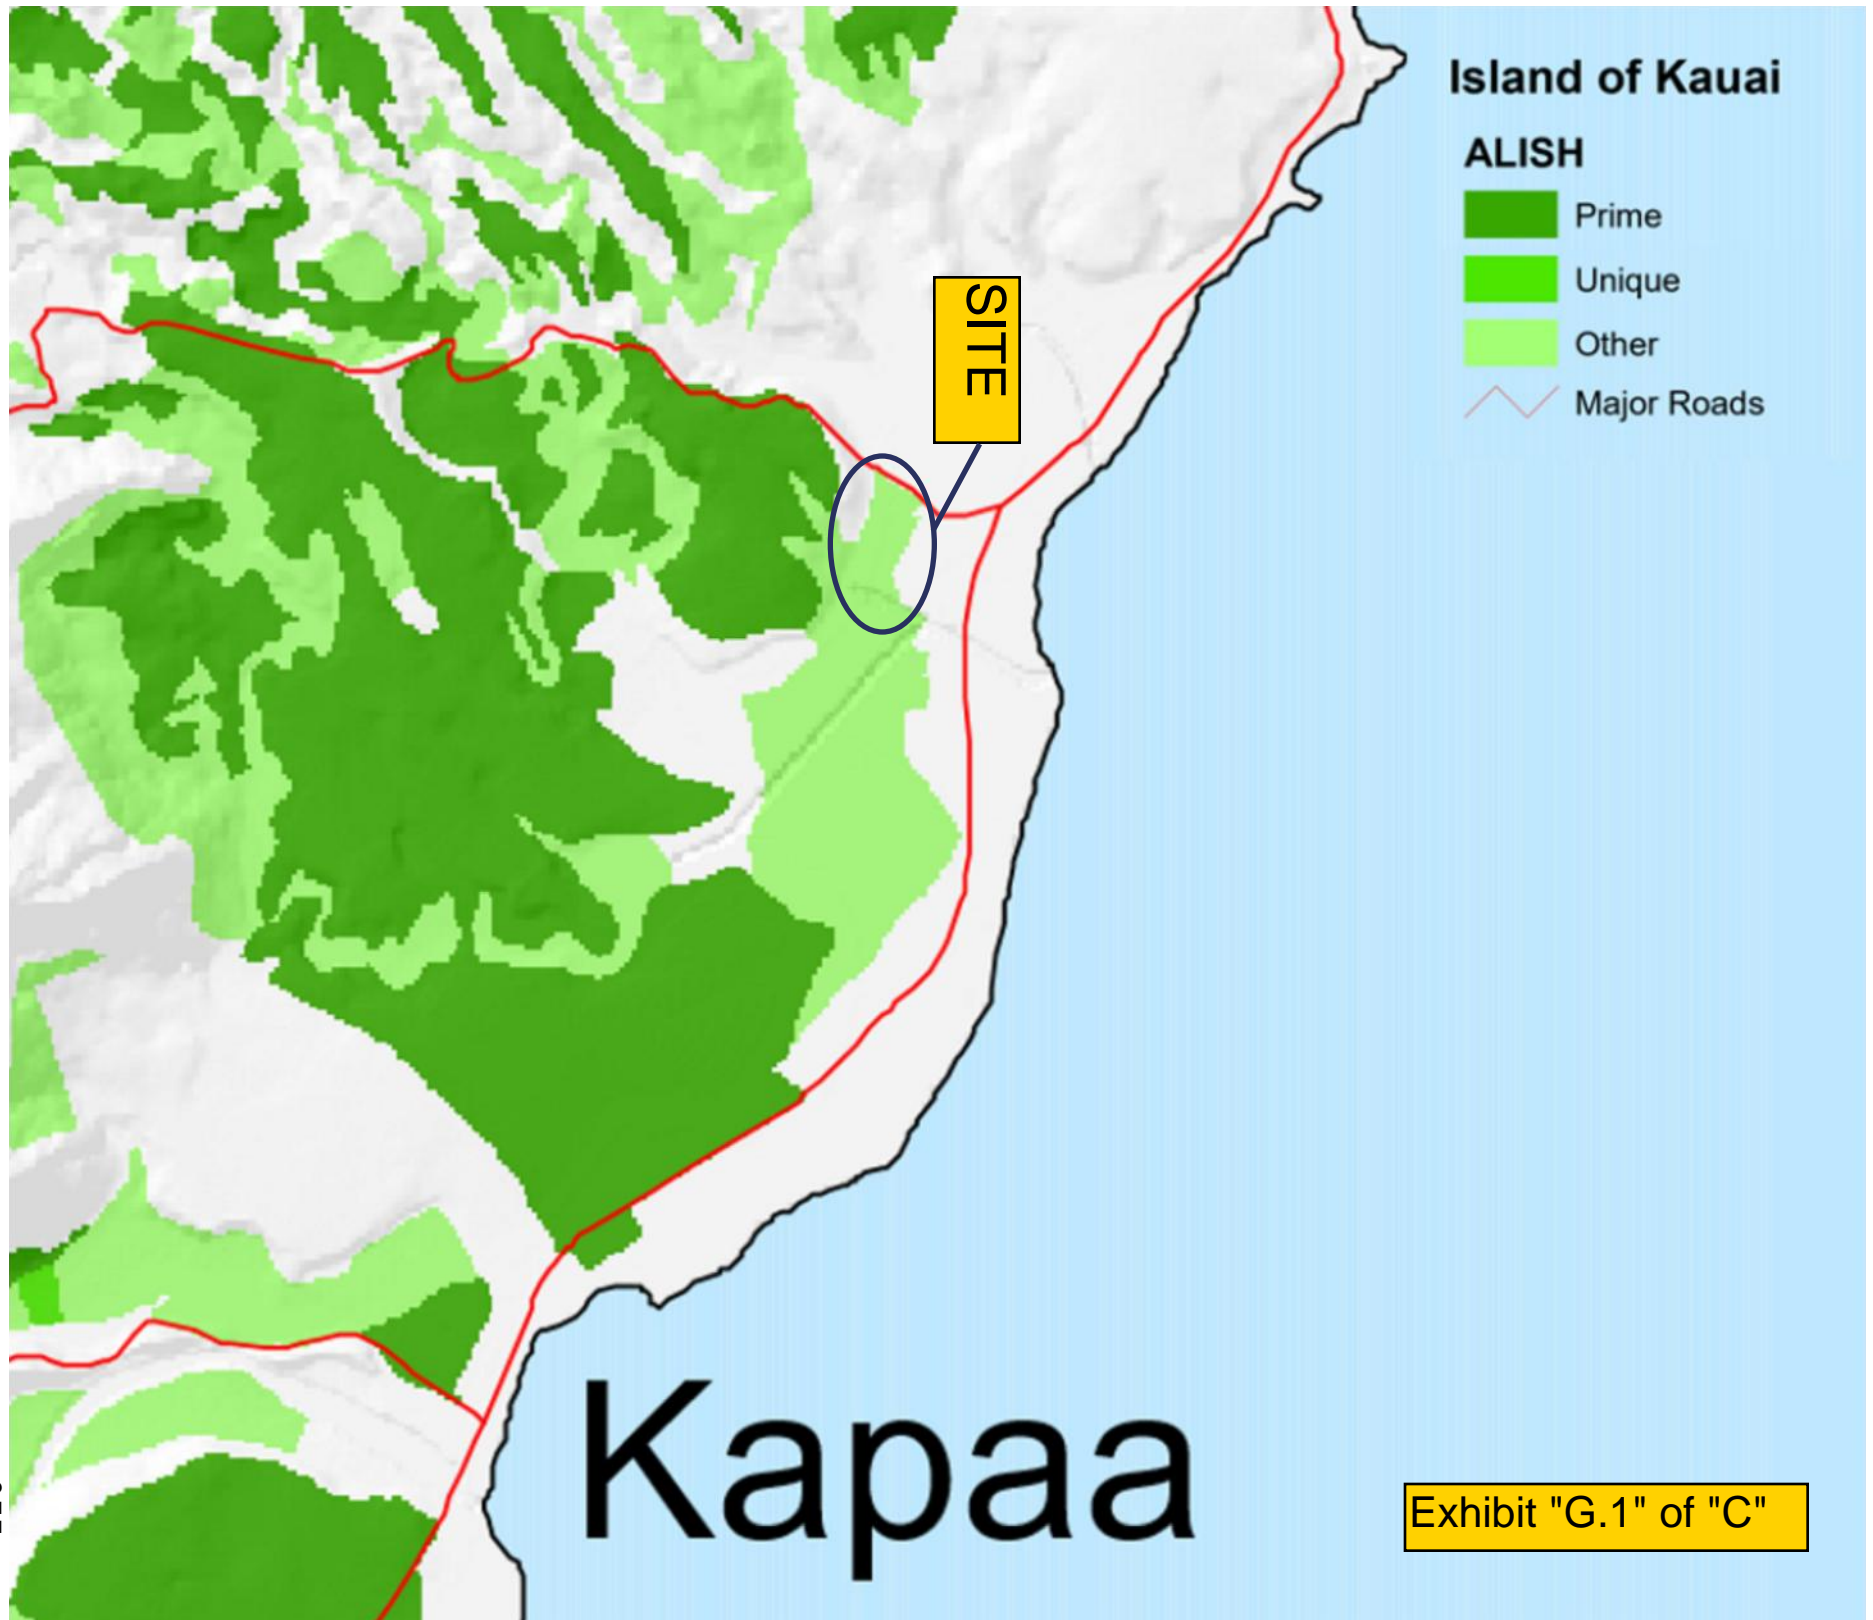 Island of Kauai
ALISH
Prime
Unique
Other
Major Roads
SITE
Kapaa
Exhibit "G.1" of "C"